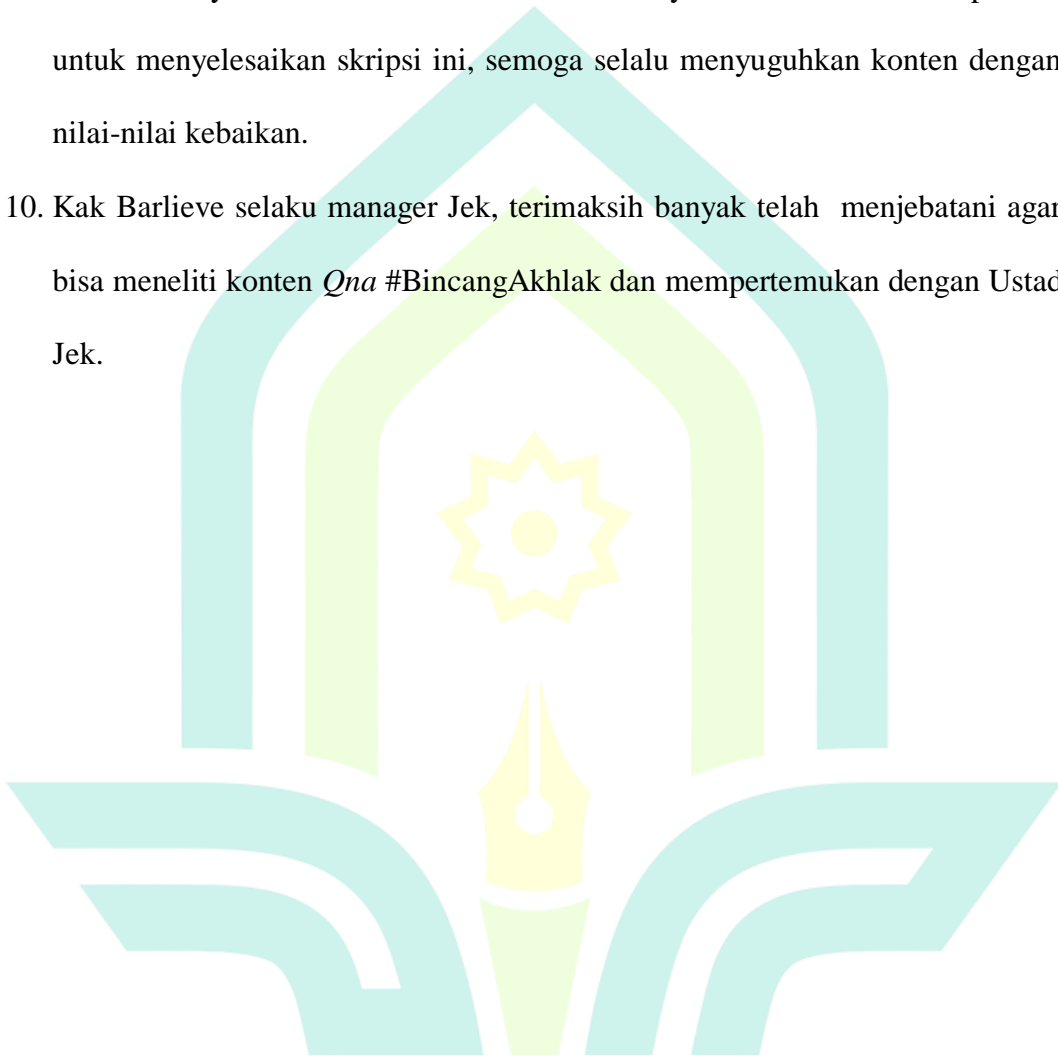 untuk menyelesaikan skripsi ini, semoga selalu menyuguhkan konten dengan
nilai-nilai kebaikan.
10. Kak Barlieve selaku manager Jek, terimaksih banyak telah menjebatani agar
bisa meneliti konten Qna #BincangAkhlak dan mempertemukan dengan Ustad
Jek.